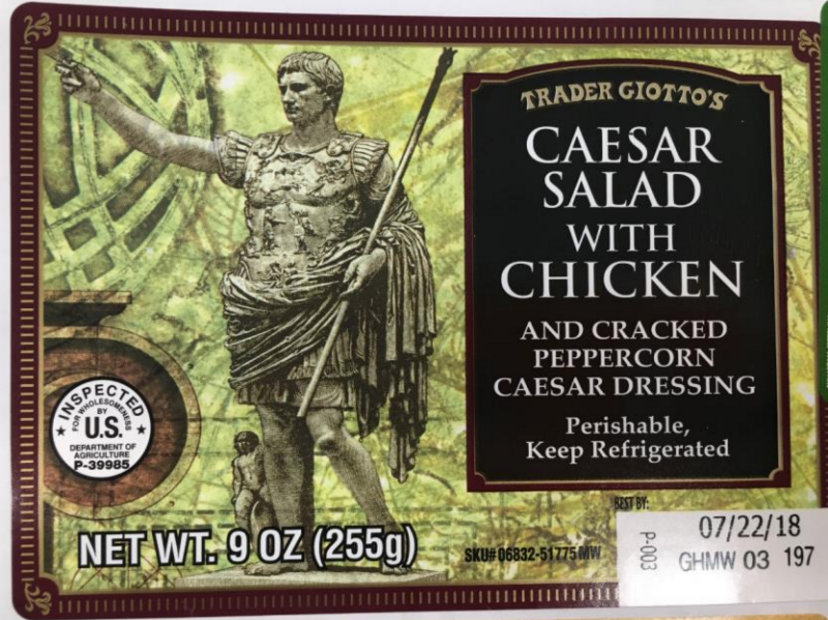 TRADER GIOTTO'S
CAESAR
SALAD
WITH
CHICKEN
AND CRACKED
PEPPERCORN
CAESAR DRESSING
Perishable,
Keep Refrigerated
INSPECTED
FOR WHOLESOMENESS
BY
U.S.
DEPARTMENT OF
AGRICULTURE
P-39985
NET WT. 9 OZ (255g)
SKU# 06832-51775 MW
BEST BY:
P-003
07/22/18
GHMW 03 197